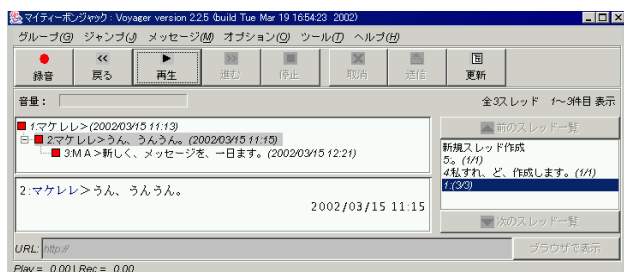 マイティーボンジャック : Voyager version 2.2.5 (build Tue Mar 19 16:54:23 2002)
グループ(G) ジャンプ(J) メッセージ(M) オプション(O) ツール(T) ヘルプ(H)
録音 戻る 再生 進む 停止 取消 送信 更新
音量 :
全3スレッド 1～3件目 表示
1:マケレレ>(2002/03/15 11:13)
2:マケレレ>うん、うんうん。(2002/03/15 11:15)
3:MA>新しく、メッセージを、一日ます。(2002/03/15 12:21)
前のスレッド一覧
新規スレッド作成
5。(1/1)
4私すれ、ど、作成します。(1/1)
1:(3/3)
次のスレッド一覧
2:マケレレ>うん、うんうん。
2002/03/15 11:15
URL: http://
ブラウザで表示
Play = 0.00 | Rec = 0.00